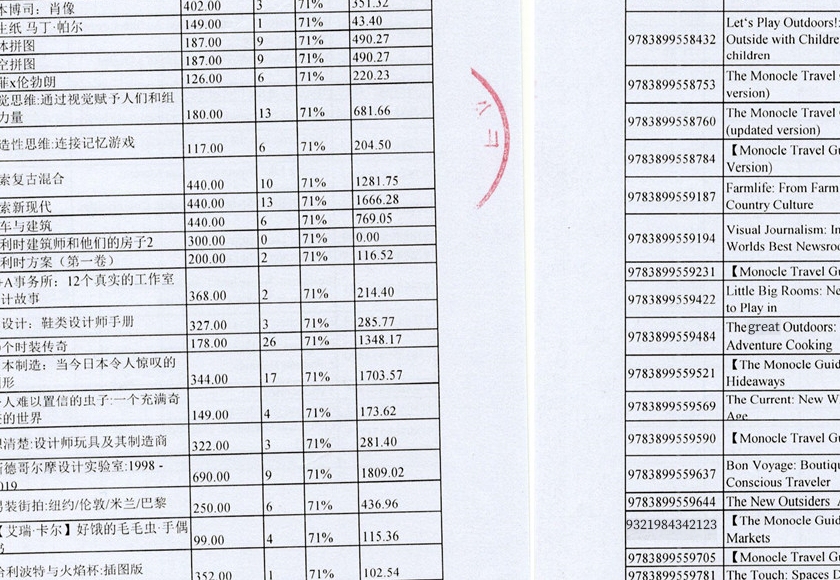 本博司：肖像 402.00 3 71% 351.32
生纸 马丁·帕尔 149.00 1 71% 43.40
体拼图 187.00 9 71% 490.27
空拼图 187.00 9 71% 490.27
菲x伦勃朗 126.00 6 71% 220.23
觉思维:通过视觉赋予人们和组
力量 180.00 13 71% 681.66
造性思维:连接记忆游戏 117.00 6 71% 204.50
索复古混合 440.00 10 71% 1281.75
索新现代 440.00 13 71% 1666.28
车与建筑 440.00 6 71% 769.05
利时建筑师和他们的房子2 300.00 0 71% 0.00
利时方案（第一卷） 200.00 2 71% 116.52
+A事务所：12个真实的工作室
计故事 368.00 2 71% 214.40
设计：鞋类设计师手册 327.00 3 71% 285.77
个时装传奇 178.00 26 71% 1348.17
本制造：当今日本令人惊叹的
形 344.00 17 71% 1703.57
人难以置信的虫子:一个充满奇
的世界 149.00 4 71% 173.62
清楚:设计师玩具及其制造商 322.00 3 71% 281.40
斯德哥尔摩设计实验室:1998 -
019 690.00 9 71% 1809.02
男装街拍:纽约/伦敦/米兰/巴黎 250.00 6 71% 436.96
【艾瑞·卡尔】好饿的毛毛虫·手偶
99.00 4 71% 115.36
哈利波特与火焰杯:插图版 352.00 1 71% 102.54
9783899558432 Let's Play Outdoors!:
Outside with Childre
children
9783899558753 The Monocle Travel
version)
9783899558760 The Monocle Travel
(updated version)
9783899558784 【Monocle Travel Gu
Version)
9783899559187 Farmlife: From Farm
Country Culture
9783899559194 Visual Journalism: In
Worlds Best Newsroo
9783899559231 【Monocle Travel Gu
9783899559422 Little Big Rooms: Ne
to Play in
9783899559484 The great Outdoors:
Adventure Cooking
9783899559521 【The Monocle Guid
Hideaways
9783899559569 The Current: New W
Age
9783899559590 【Monocle Travel Gu
9783899559637 Bon Voyage: Boutiqu
Conscious Traveler
9783899559644 The New Outsiders
9321984342123 【The Monocle Guid
Markets
9783899559705 【Monocle Travel Gu
9783899559781 The Touch: Spaces D